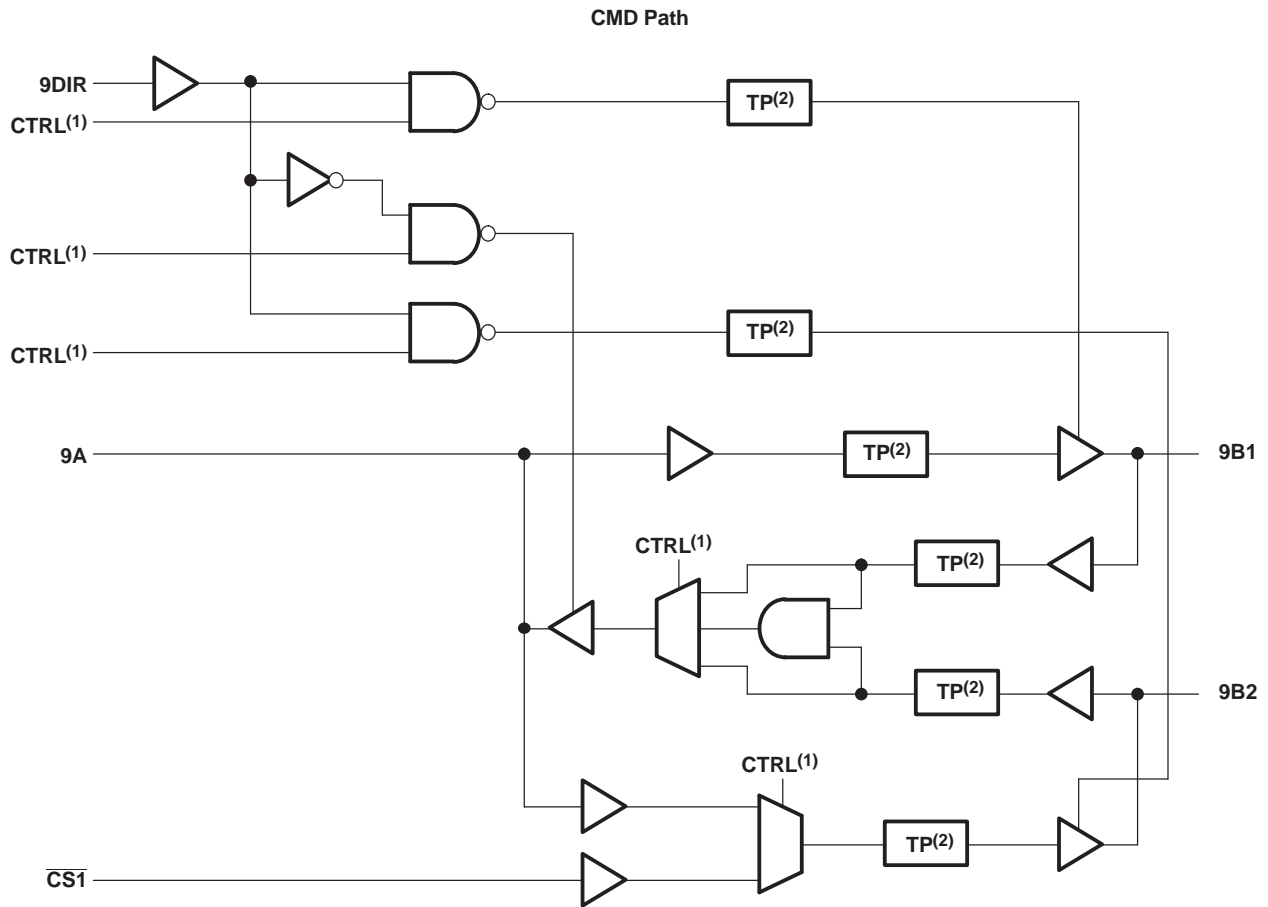 CMD Path
9DIR
TP(2)
CTRL(1)
CTRL(1)
TP(2)
CTRL(1)
9A
TP(2)
9B1
CTRL(1)
TP(2)
TP(2)
9B2
CTRL(1)
TP(2)
CS1